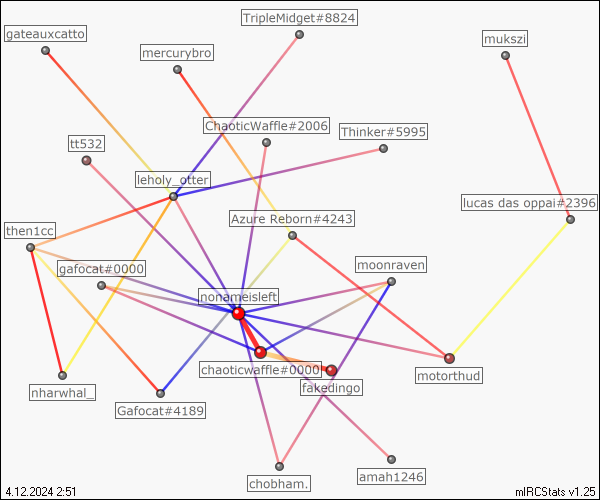 TripleMidget#8824
gateauxcatto
mukszi
mercurybro
ChaoticWaffle#2006
Thinker#5995
tt532
leholy_otter
lucas das oppai#2396
Azure Reborn#4243
then1cc
gafocat#0000
moonraven
nonameisleft
chaoticwaffle#0000
motorthud
fakedingo
nharwhal_
Gafocat#4189
chobham.
amah1246
4.12.2024 2:51
mIRCStats v1.25